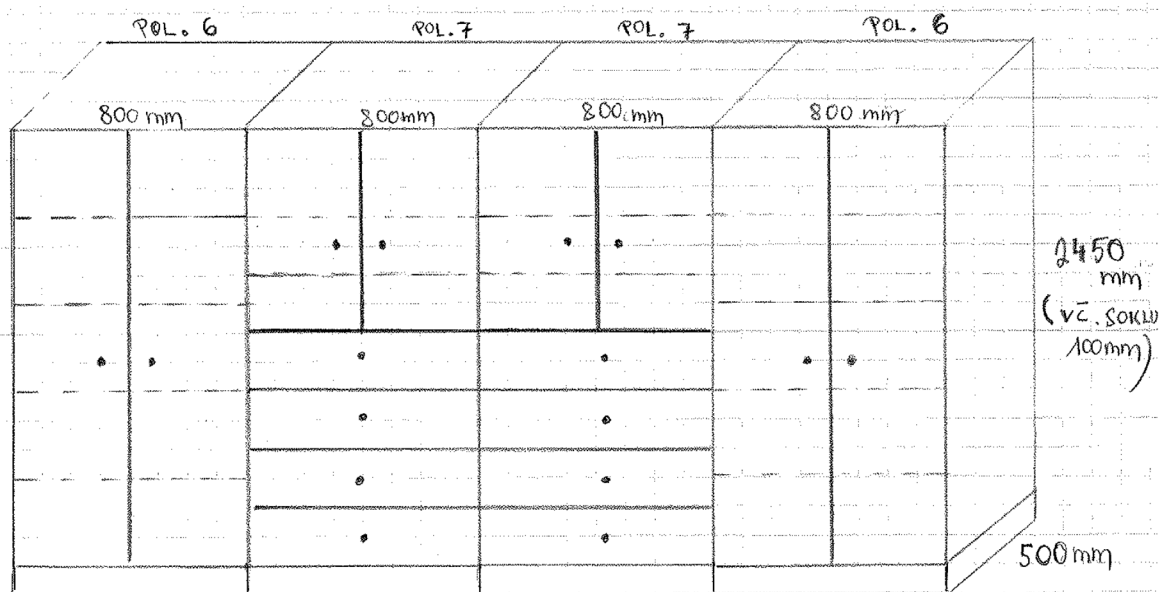 POL. 6 POL. 7 POL. 7 POL. 6
800 mm 800mm 800 mm 800 mm
2450
mm
(VČ. SOKLU
100mm)
500mm